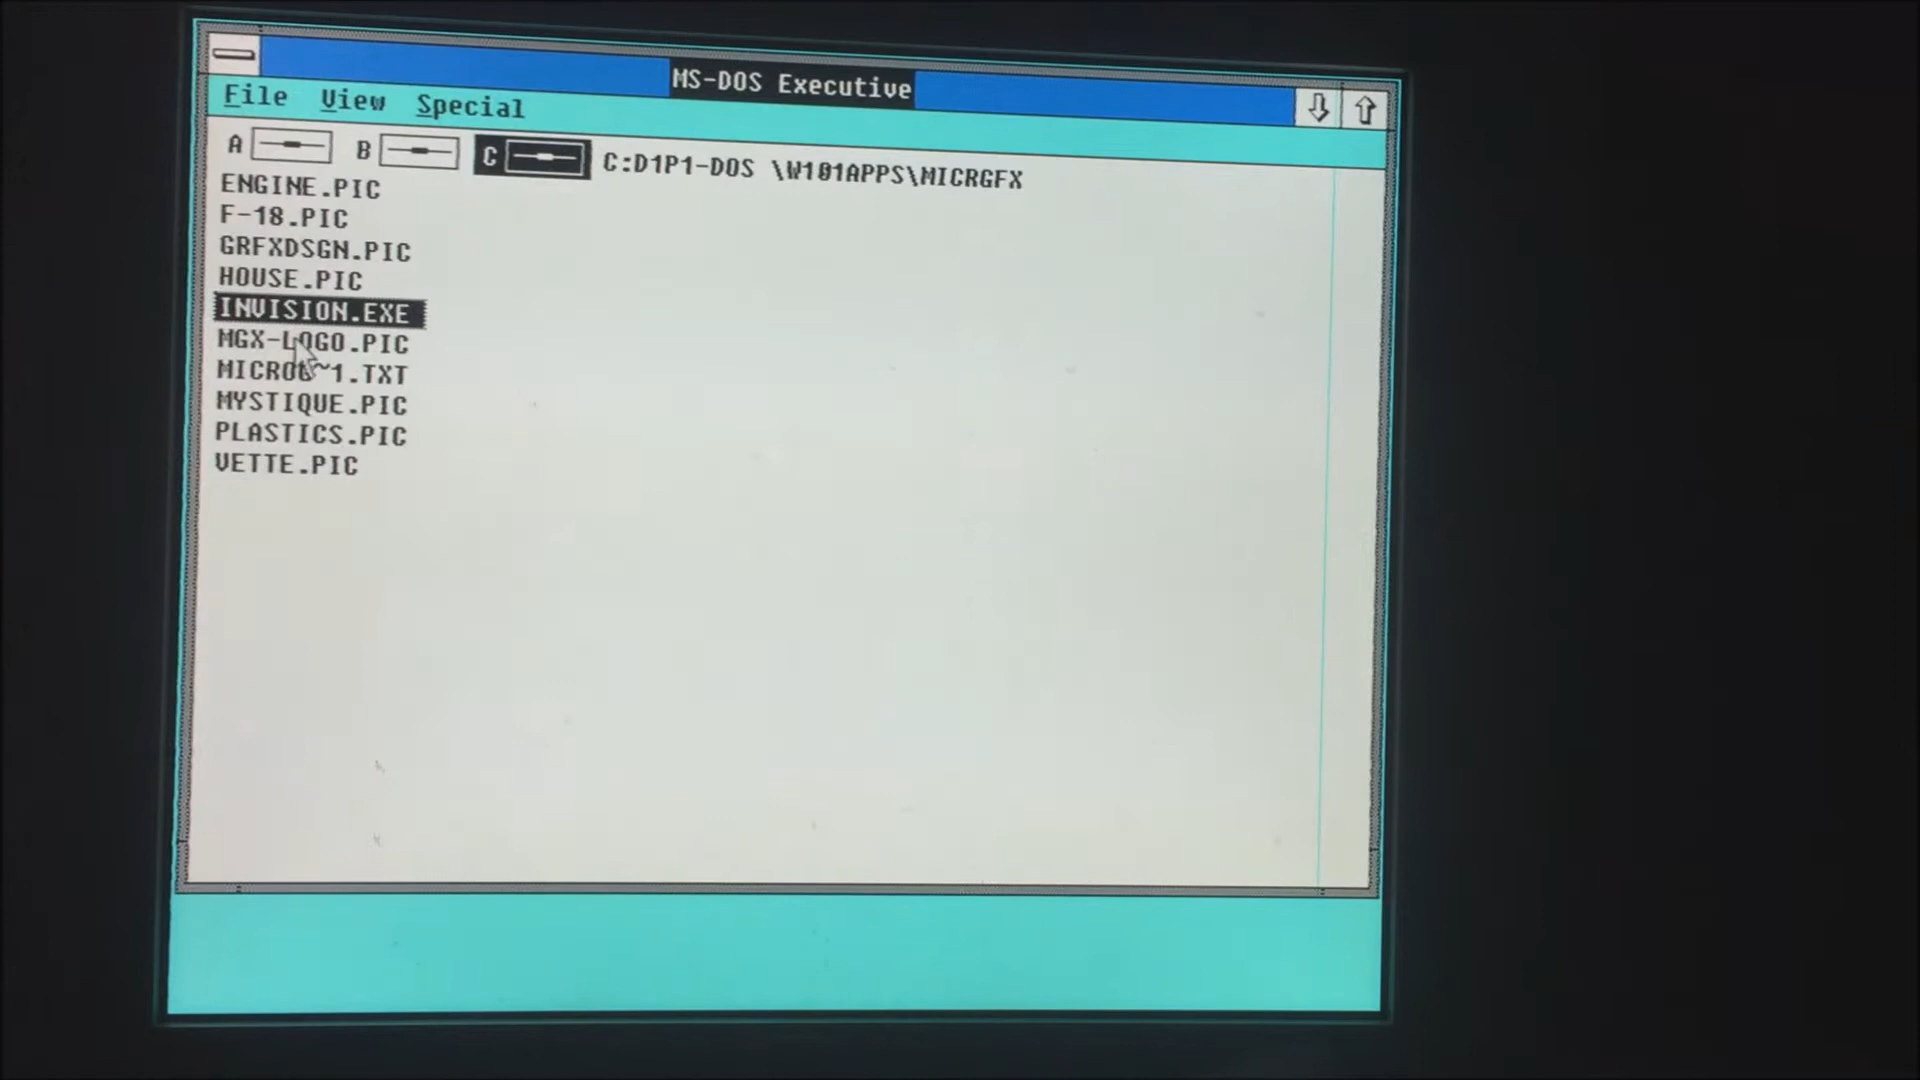 MS-DOS Executive
File View Special
A B C C:D1P1-DOS \W101APPS\MICRGFX
ENGINE.PIC
F-18.PIC
GRFXDSGN.PIC
HOUSE.PIC
INVISION.EXE
MGX-LOGO.PIC
MICROG~1.TXT
MYSTIQUE.PIC
PLASTICS.PIC
VETTE.PIC